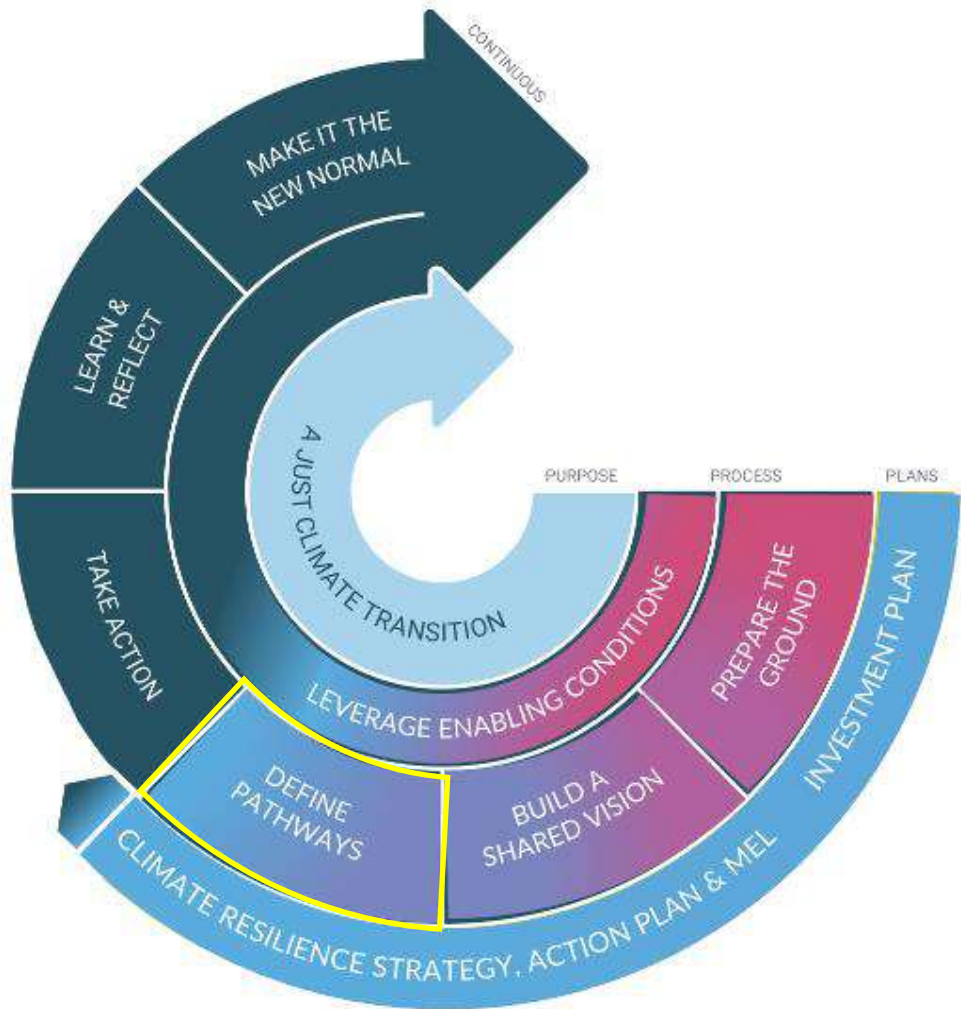 CONTINUOUS
MAKE IT THE
NEW NORMAL
LEARN &
REFLECT
TAKE ACTION
A JUST CLIMATE TRANSITION
PURPOSE
PROCESS
PLANS
LEVERAGE ENABLING CONDITIONS
PREPARE THE
GROUND
BUILD A
SHARED VISION
DEFINE
PATHWAYS
CLIMATE RESILIENCE STRATEGY, ACTION PLAN & MEL
INVESTMENT PLAN